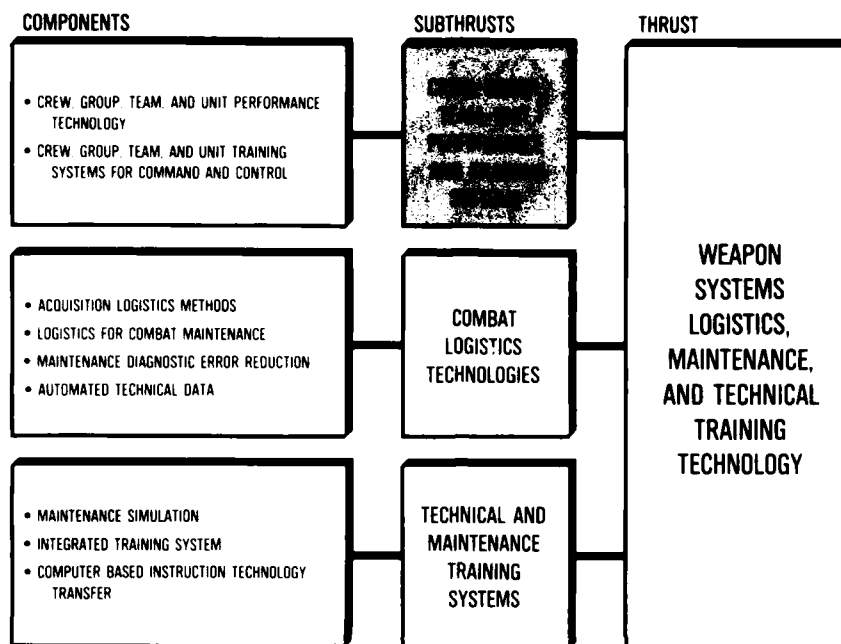 COMPONENTS
SUBTHRUSTS
THRUST
• CREW, GROUP, TEAM, AND UNIT PERFORMANCE
TECHNOLOGY
• CREW, GROUP, TEAM, AND UNIT TRAINING
SYSTEMS FOR COMMAND AND CONTROL
• ACQUISITION LOGISTICS METHODS
• LOGISTICS FOR COMBAT MAINTENANCE
• MAINTENANCE DIAGNOSTIC ERROR REDUCTION
• AUTOMATED TECHNICAL DATA
COMBAT
LOGISTICS
TECHNOLOGIES
• MAINTENANCE SIMULATION
• INTEGRATED TRAINING SYSTEM
• COMPUTER BASED INSTRUCTION TECHNOLOGY
TRANSFER
TECHNICAL AND
MAINTENANCE
TRAINING
SYSTEMS
WEAPON
SYSTEMS
LOGISTICS,
MAINTENANCE,
AND TECHNICAL
TRAINING
TECHNOLOGY